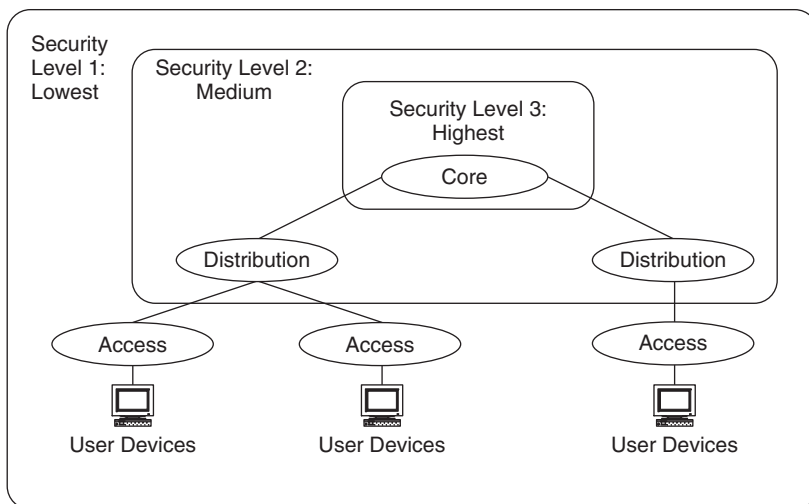 Security
Level 1:
Lowest
Security Level 2:
Medium
Security Level 3:
Highest
Core
Distribution
Distribution
Access
Access
Access
User Devices
User Devices
User Devices